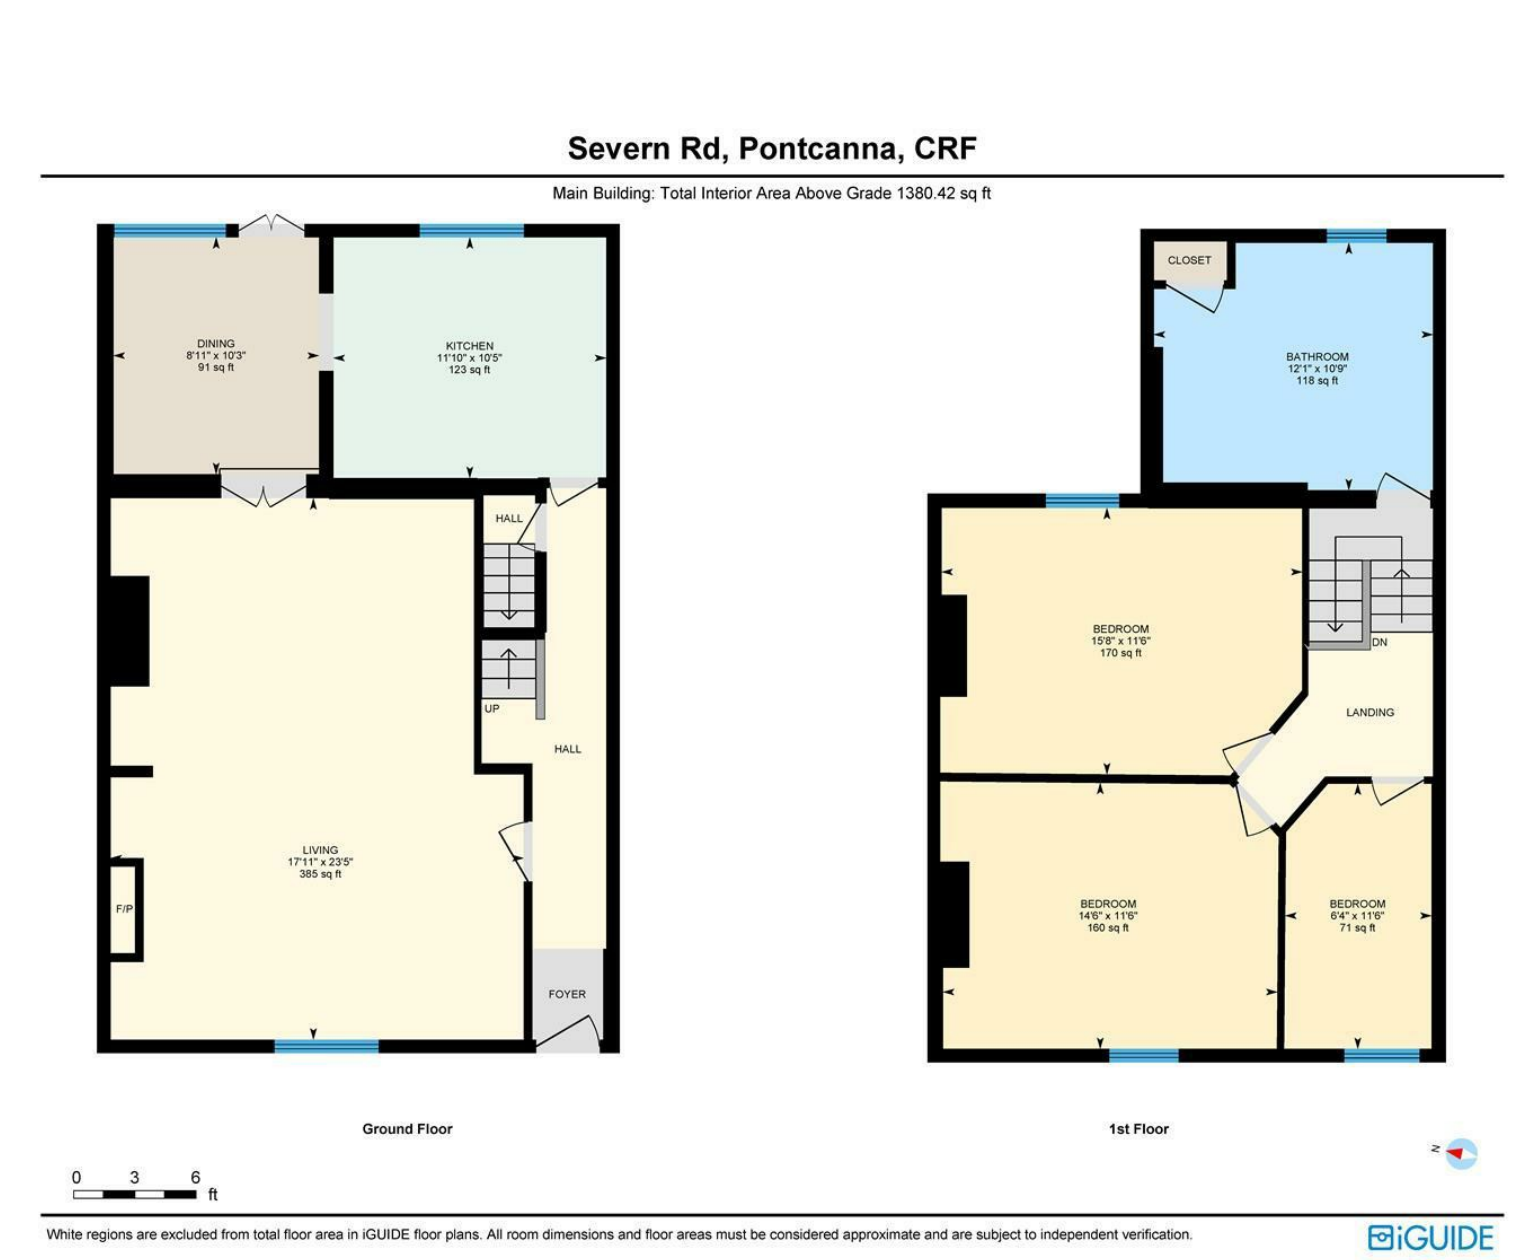 Severn Rd, Pontcanna, CRF
Main Building: Total Interior Area Above Grade 1380.42 sq ft
DINING
8'11" x 10'3"
91 sq ft
KITCHEN
11'10" x 10'5"
123 sq ft
HALL
UP
HALL
LIVING
17'11" x 23'5"
385 sq ft
F/P
FOYER
Ground Floor
CLOSET
BATHROOM
12'1" x 10'9"
118 sq ft
BEDROOM
15'8" x 11'6"
170 sq ft
DN
LANDING
BEDROOM
14'6" x 11'6"
160 sq ft
BEDROOM
6'4" x 11'6"
71 sq ft
1st Floor
N
0 3 6
ft
White regions are excluded from total floor area in iGUIDE floor plans. All room dimensions and floor areas must be considered approximate and are subject to independent verification.
iGUIDE